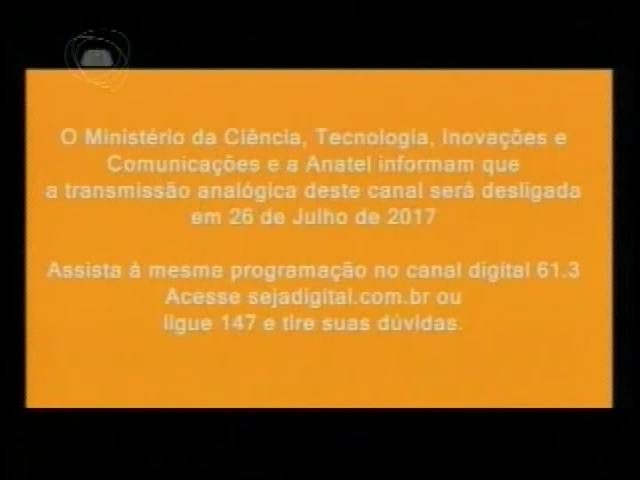 O Ministério da Ciência, Tecnologia, Inovações e
Comunicações e a Anatel informam que
a transmissão analógica deste canal será desligada
em 26 de Julho de 2017
Assista à mesma programação no canal digital 61.3
Acesse sejadigital.com.br ou
ligue 147 e tire suas dúvidas.